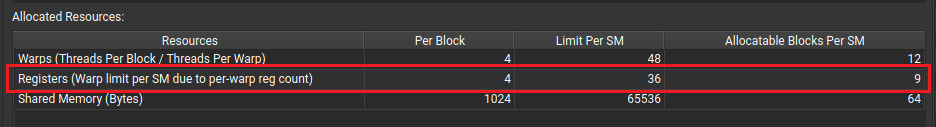 Allocated Resources:
Resources Per Block Limit Per SM Allocatable Blocks Per SM
Warps (Threads Per Block / Threads Per Warp) 4 48 12
Registers (Warp limit per SM due to per-warp reg count) 4 36 9
Shared Memory (Bytes) 1024 65536 64